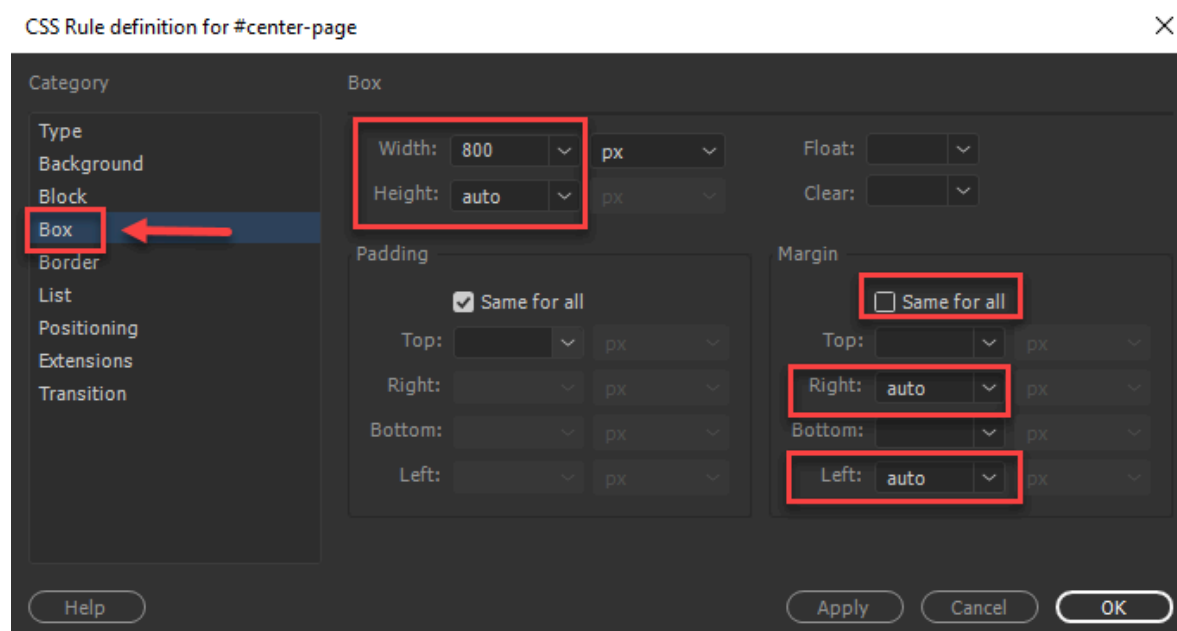 CSS Rule definition for #center-page
Category
Type
Background
Block
Box
Border
List
Positioning
Extensions
Transition
Box
Width: 800 px
Height: auto px
Float:
Clear:
Padding
Same for all
Top: px
Right: px
Bottom: px
Left: px
Margin
Same for all
Top: px
Right: auto px
Bottom: px
Left: auto px
Help
Apply
Cancel
OK